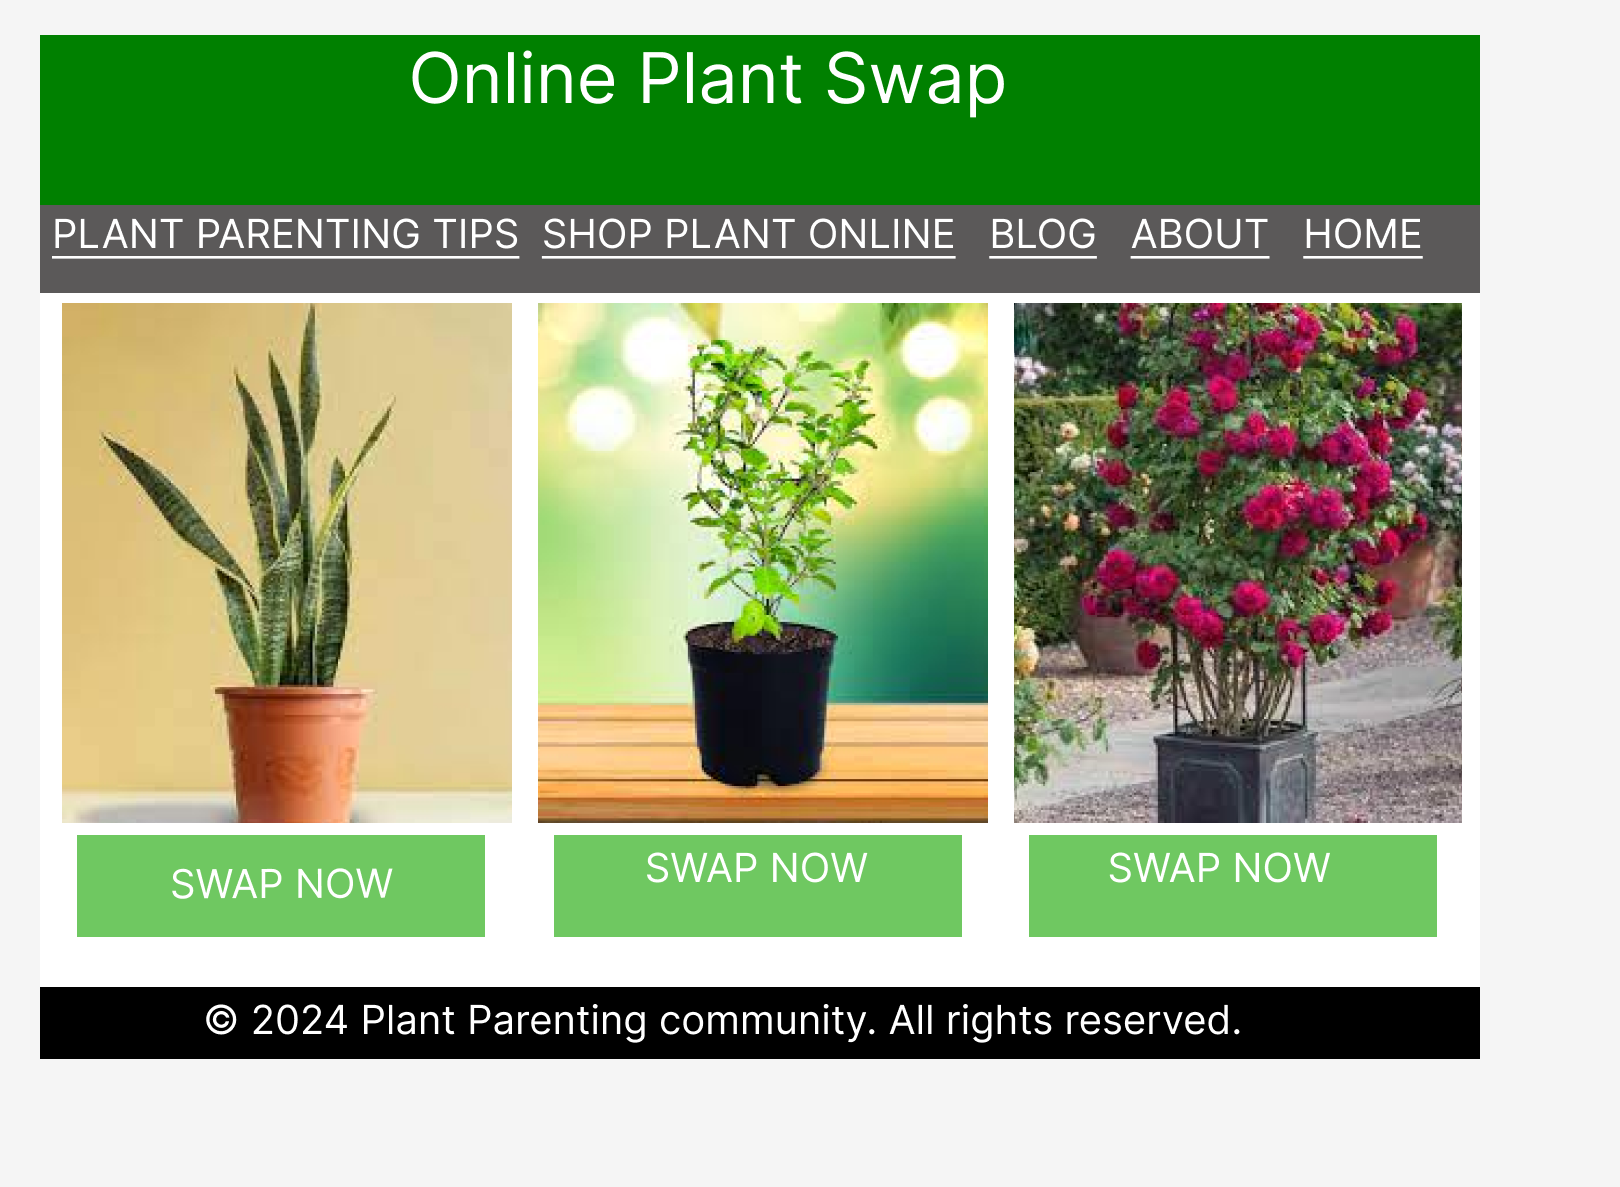 Online Plant Swap
PLANT PARENTING TIPS SHOP PLANT ONLINE BLOG ABOUT HOME
SWAP NOW SWAP NOW SWAP NOW
© 2024 Plant Parenting community. All rights reserved.